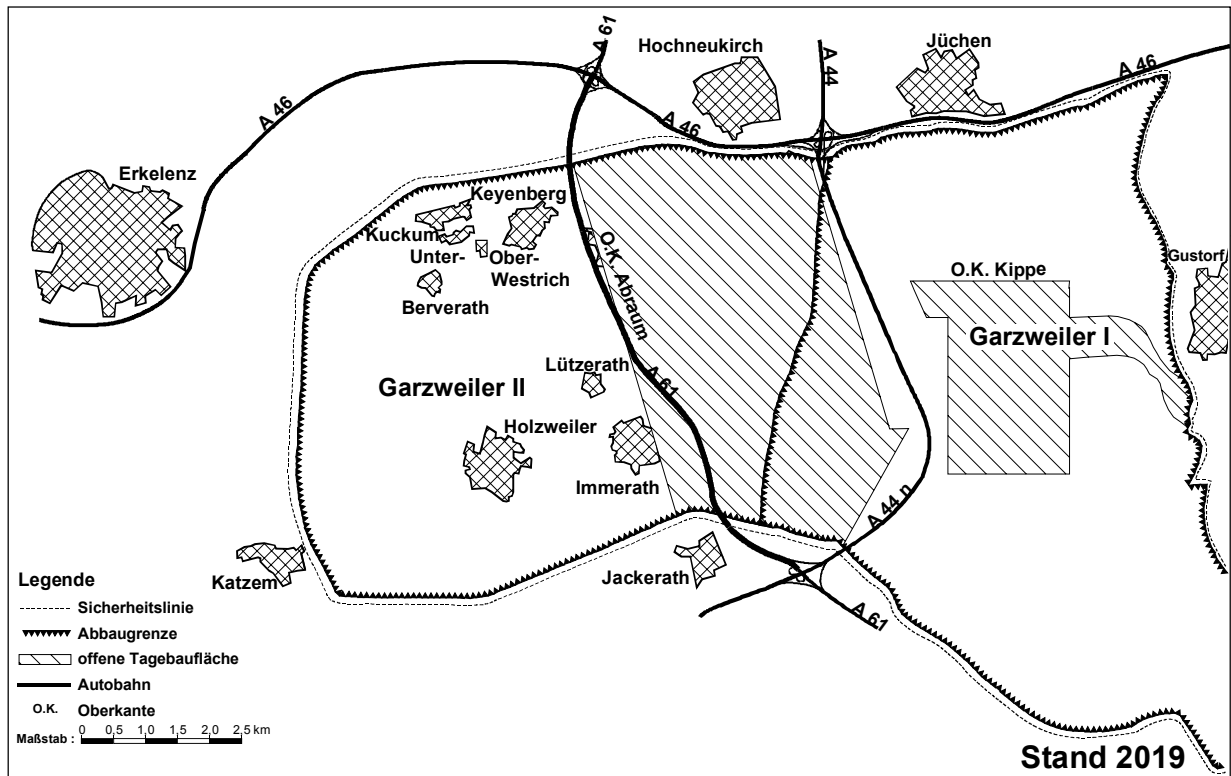 A 61
Hochneukirch
A 44
Jüchen
A 46
A 46
A 46
Erkelenz
Keyenberg
Kuckum
Unter-
Ober-
Westrich
Berverath
O.K. Abraum
Gustorf
O.K. Kippe
Garzweiler I
Lützerath
A 61
Garzweiler II
Holzweiler
Immerath
A 44 n
Katzem
Jackerath
A 61
Legende
Sicherheitslinie
Abbaugrenze
offene Tagebaufläche
Autobahn
O.K. Oberkante
Maßstab : 0 0,5 1,0 1,5 2,0 2,5 km
Stand 2019